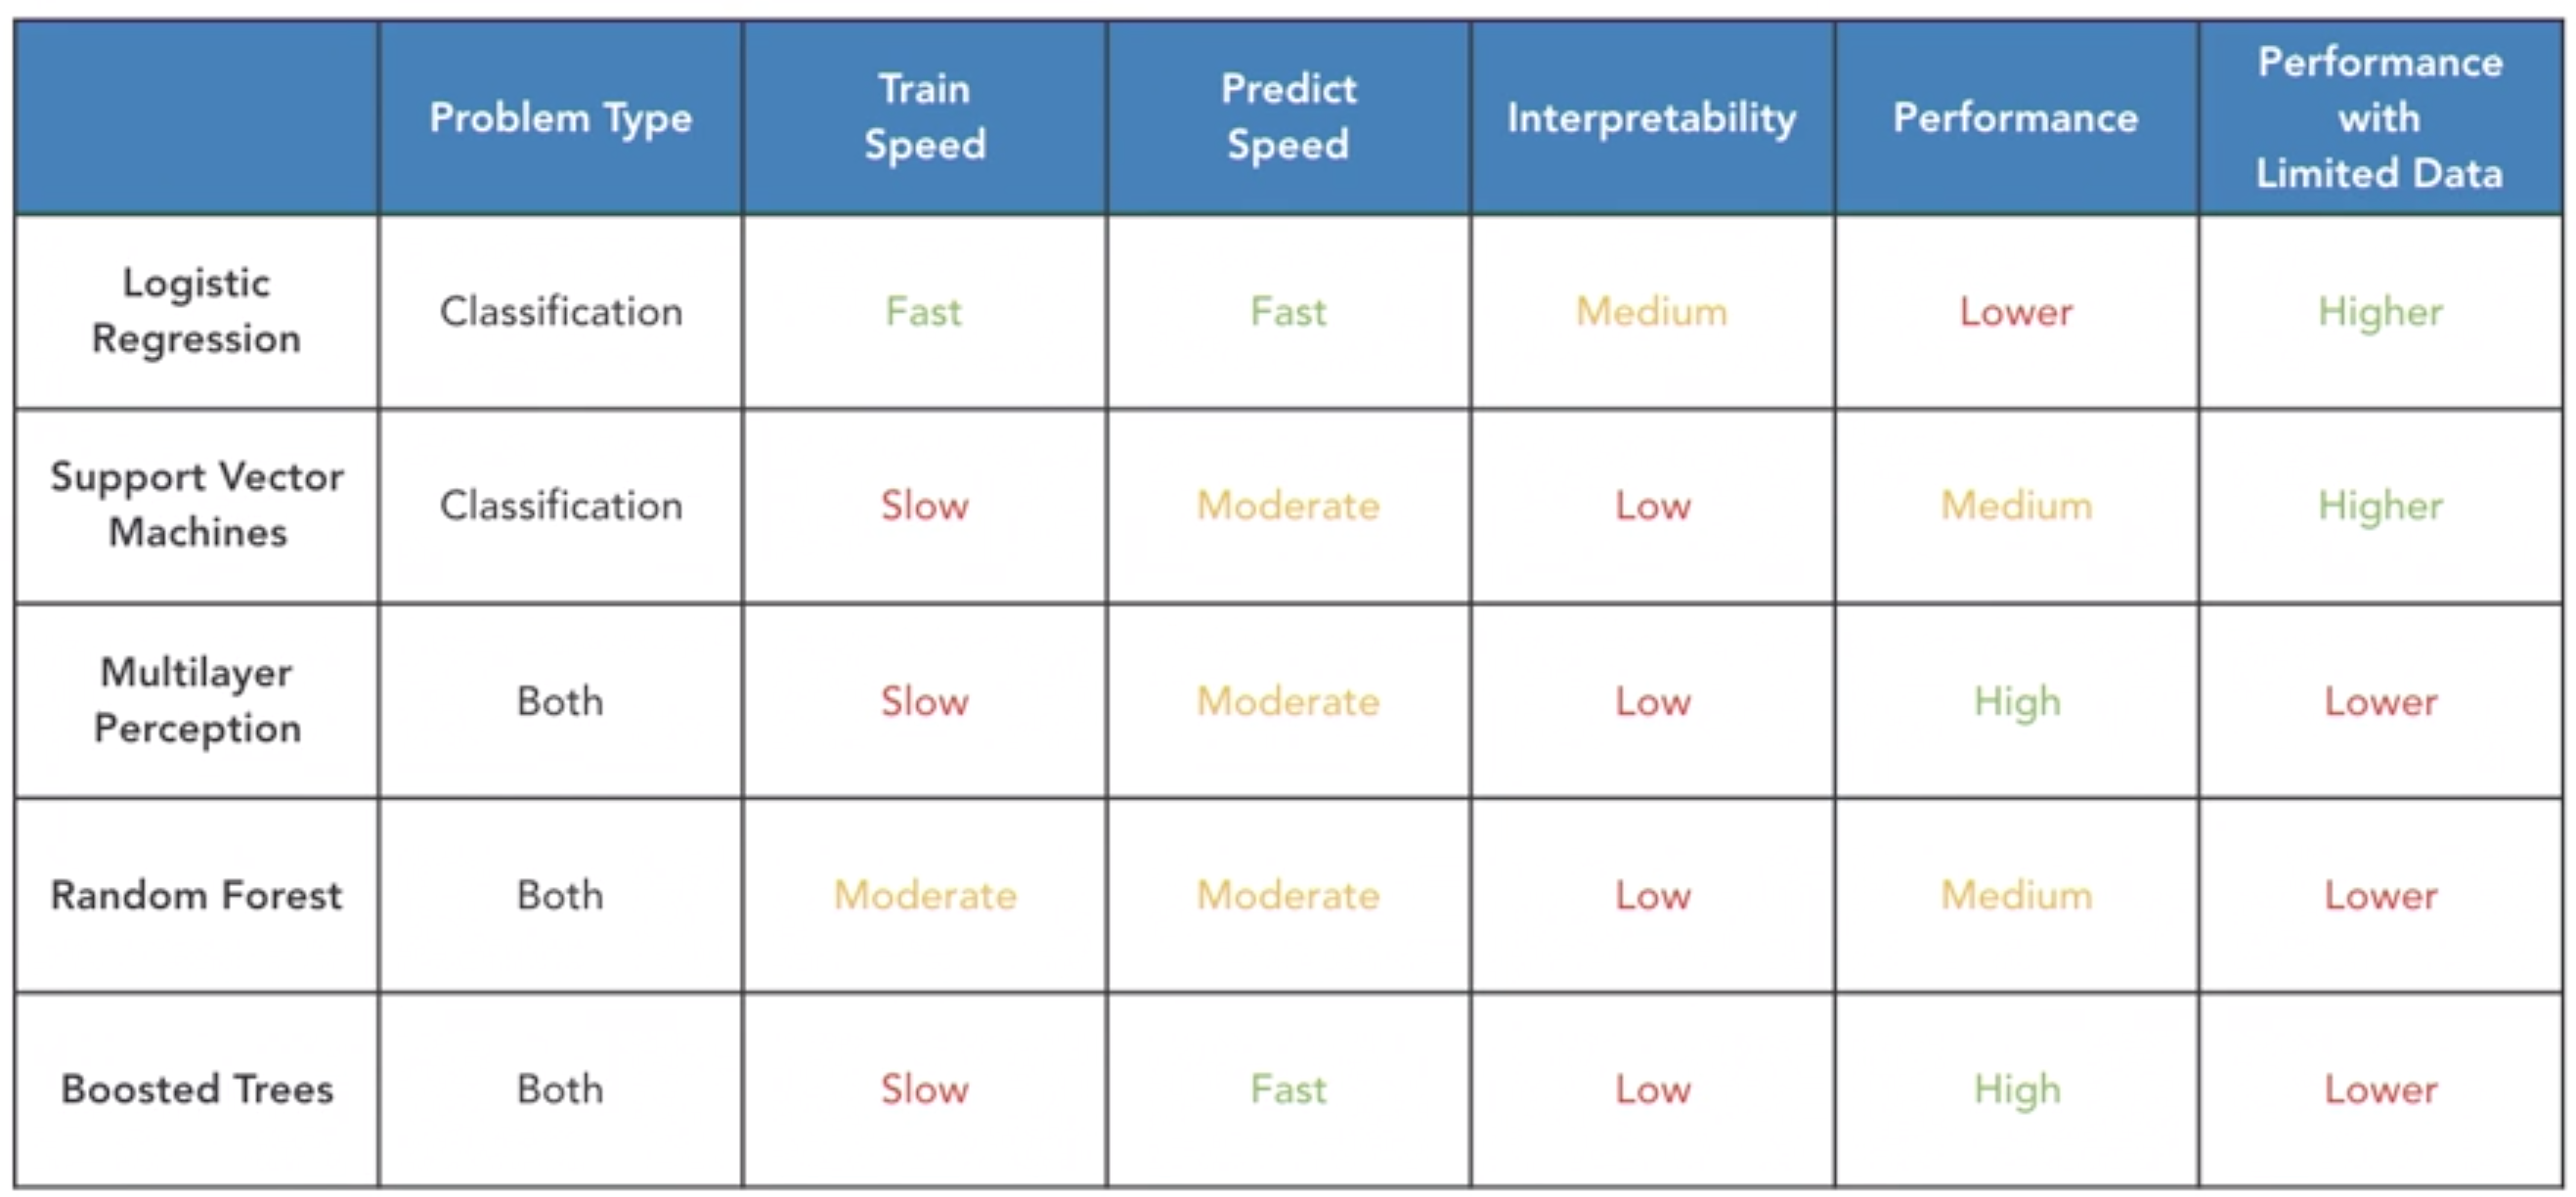 Problem Type
Train
Speed
Predict
Speed
Interpretability
Performance
Performance
with
Limited Data
Logistic
Regression
Classification
Fast
Fast
Medium
Lower
Higher
Support Vector
Machines
Classification
Slow
Moderate
Low
Medium
Higher
Multilayer
Perception
Both
Slow
Moderate
Low
High
Lower
Random Forest
Both
Moderate
Moderate
Low
Medium
Lower
Boosted Trees
Both
Slow
Fast
Low
High
Lower